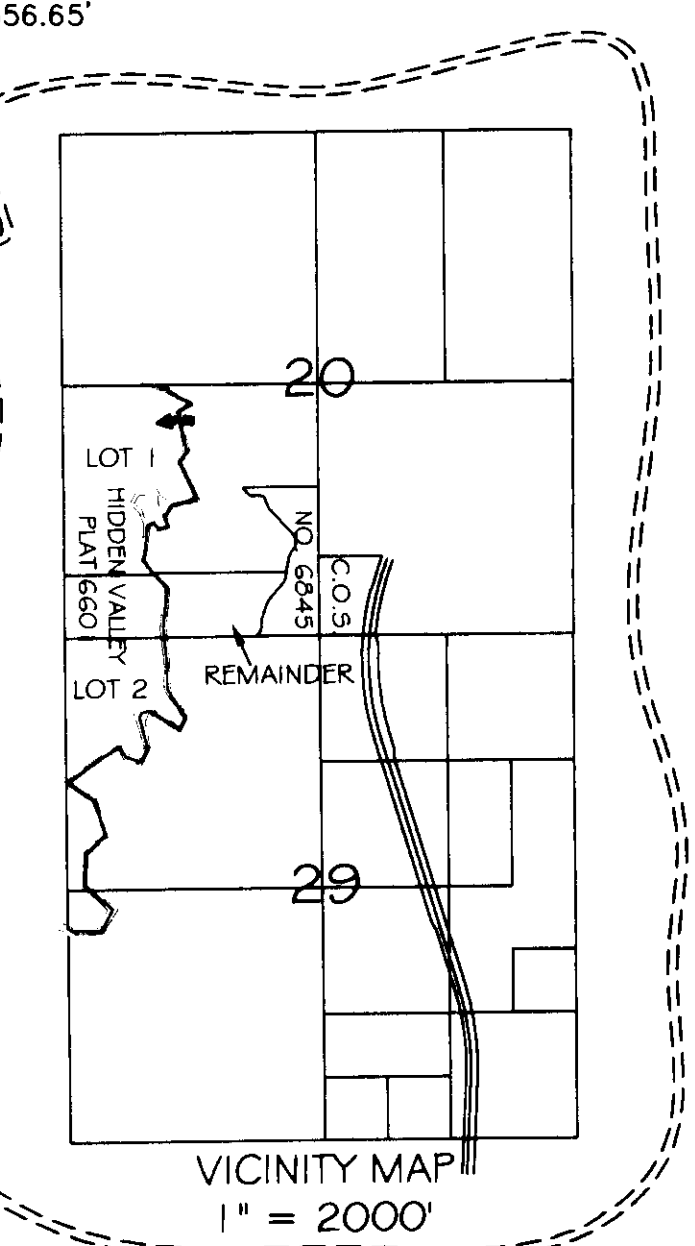 56.65'
20
LOT 1
HIDDEN VALLEY
PLAT 660
NO. 6845
C.O.S.
REMAINDER
LOT 2
29
VICINITY MAP
1" = 2000'